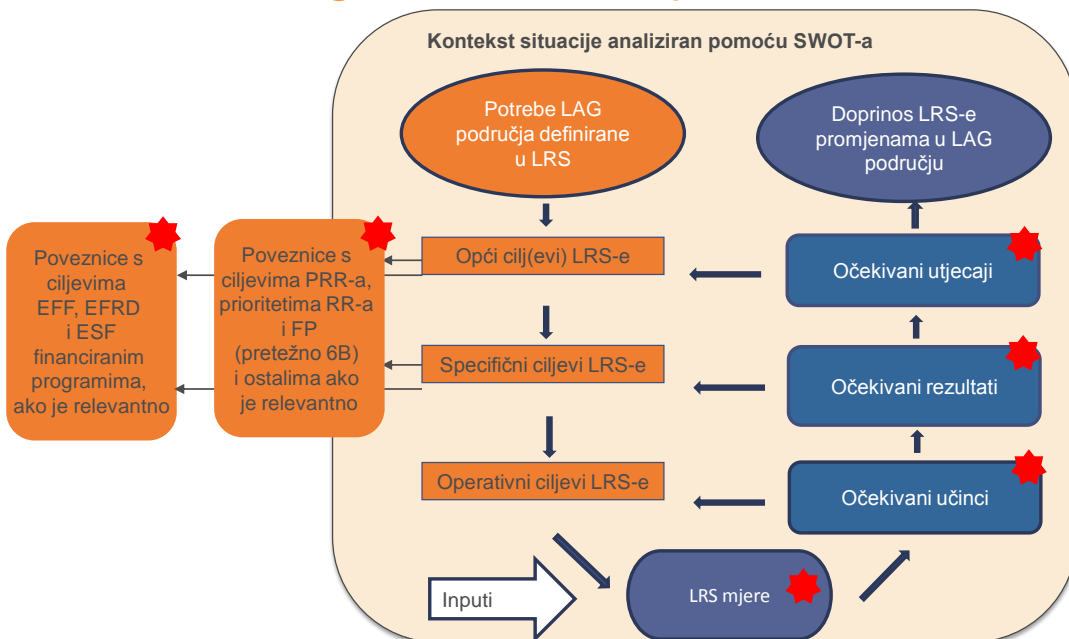 Kontekst situacije analiziran pomoću SWOT-a
Potrebe LAG
područja definirane
u LRS
Doprinos LRS-e
promjenama u LAG
području
Poveznice s
ciljevima
EFF, EFRD
i ESF
financiranim
programima,
ako je relevantno
Poveznice s
ciljevima PRR-a,
prioritetima RR-a
i FP
(pretežno 6B)
i ostalima ako
je relevantno
Opći cilj(evi) LRS-e
Očekivani utjecaji
Specifični ciljevi LRS-e
Očekivani rezultati
Operativni ciljevi LRS-e
Očekivani učinci
Inputi
LRS mjere